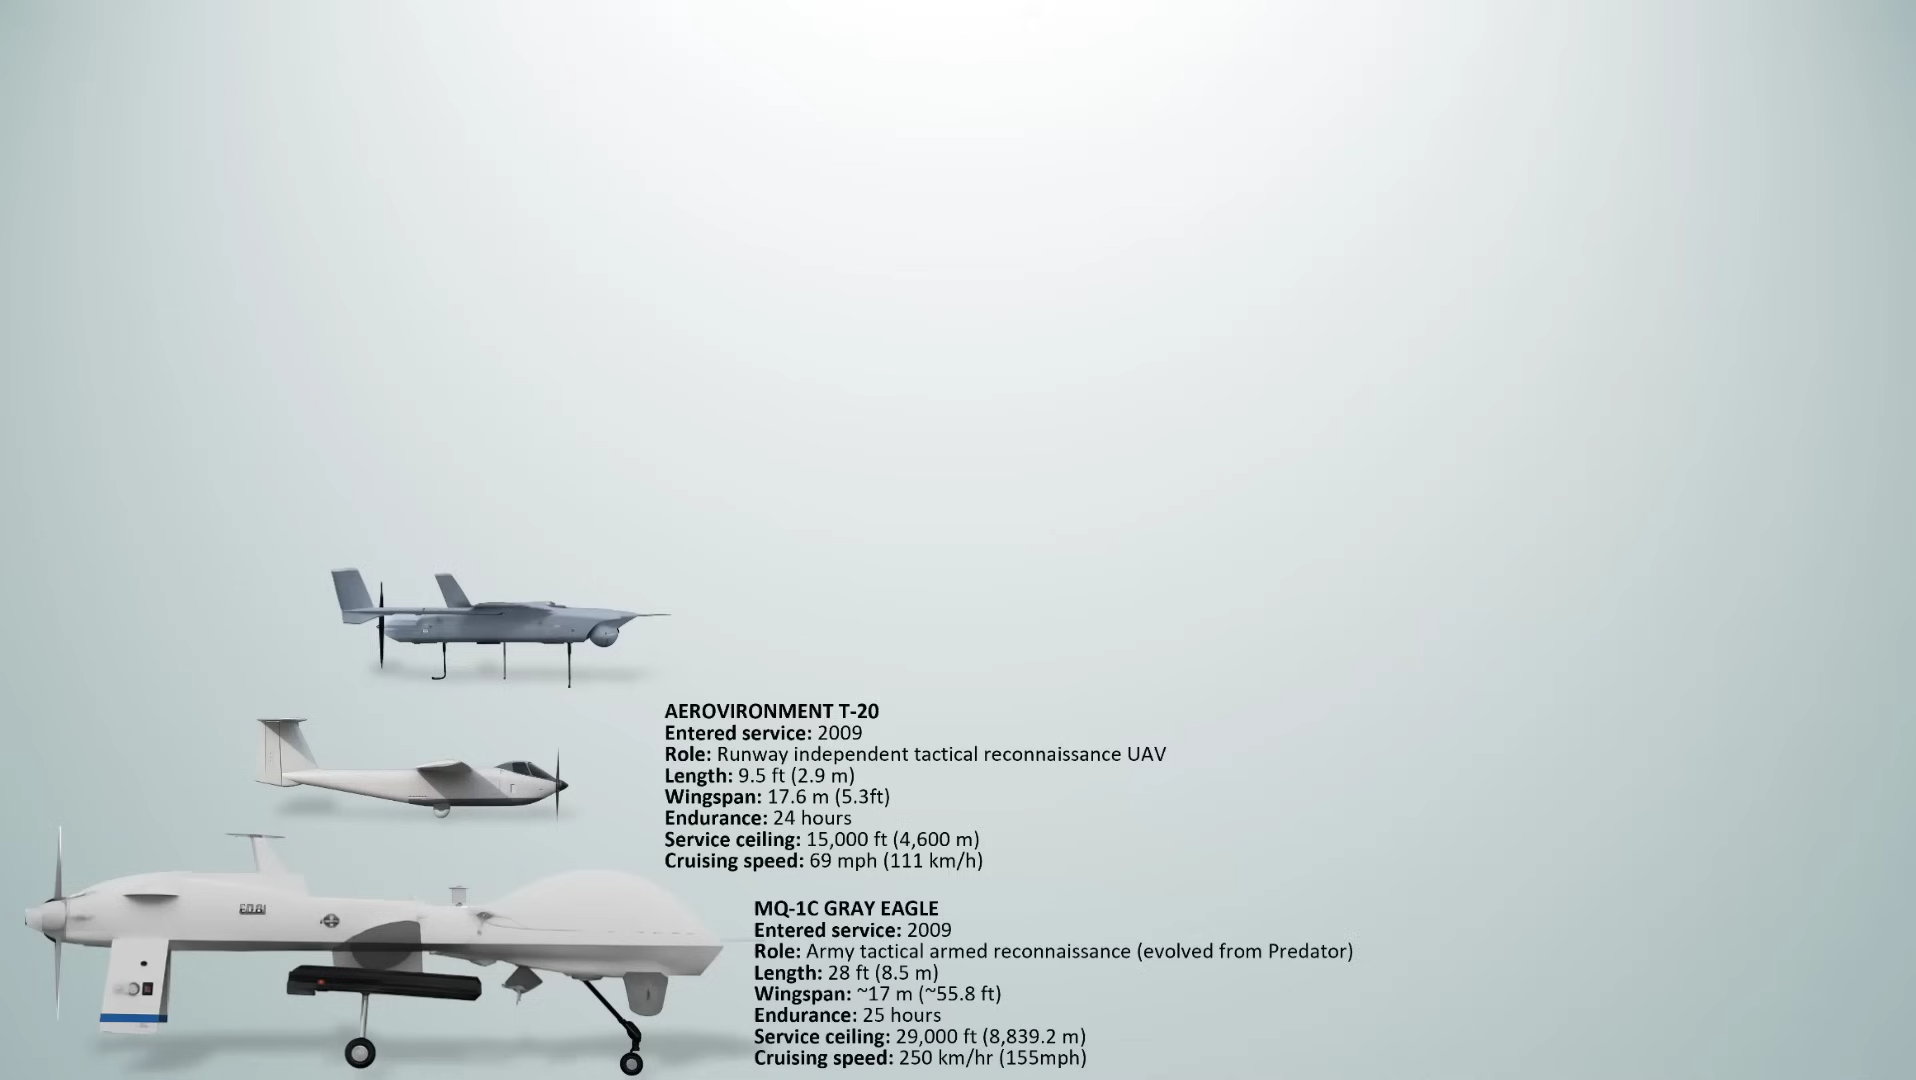 AEROVIRONMENT T-20
Entered service: 2009
Role: Runway independent tactical reconnaissance UAV
Length: 9.5 ft (2.9 m)
Wingspan: 17.6 m (5.3ft)
Endurance: 24 hours
Service ceiling: 15,000 ft (4,600 m)
Cruising speed: 69 mph (111 km/h)
MQ-1C GRAY EAGLE
Entered service: 2009
Role: Army tactical armed reconnaissance (evolved from Predator)
Length: 28 ft (8.5 m)
Wingspan: ~17 m (~55.8 ft)
Endurance: 25 hours
Service ceiling: 29,000 ft (8,839.2 m)
Cruising speed: 250 km/hr (155mph)